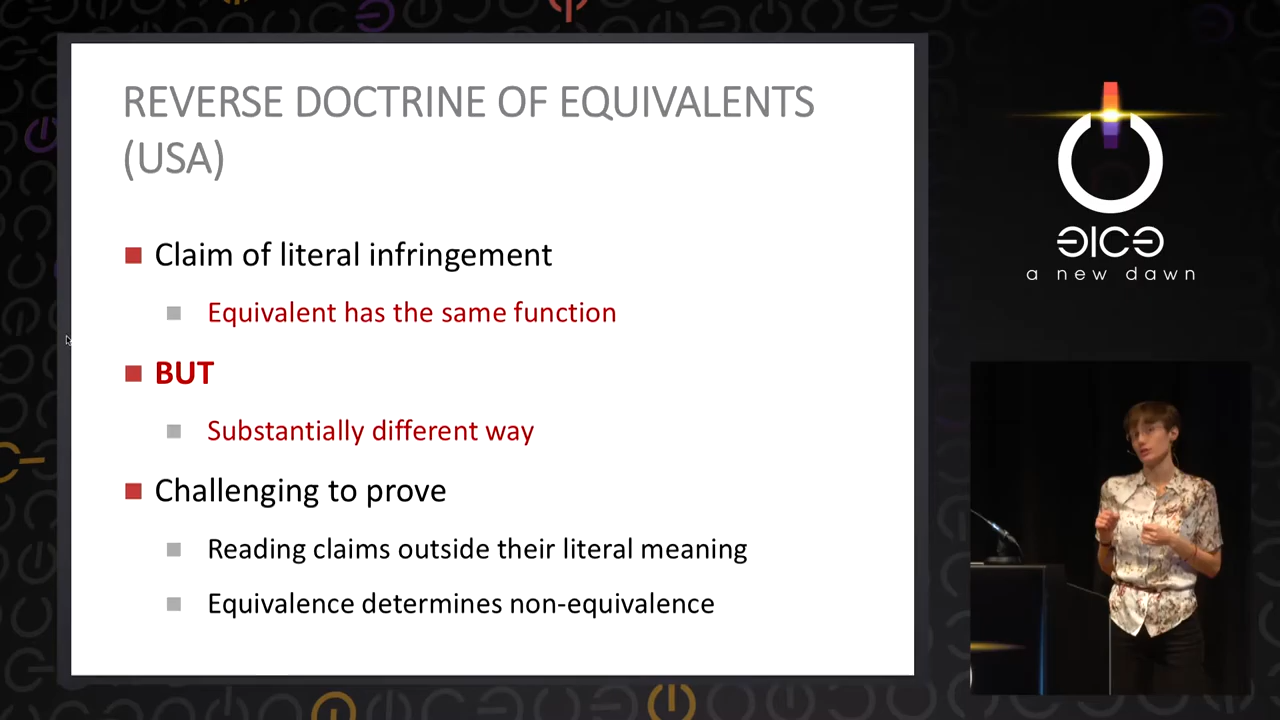 REVERSE DOCTRINE OF EQUIVALENTS
(USA)
Claim of literal infringement
Equivalent has the same function
BUT
Substantially different way
Challenging to prove
Reading claims outside their literal meaning
Equivalence determines non-equivalence
a new dawn